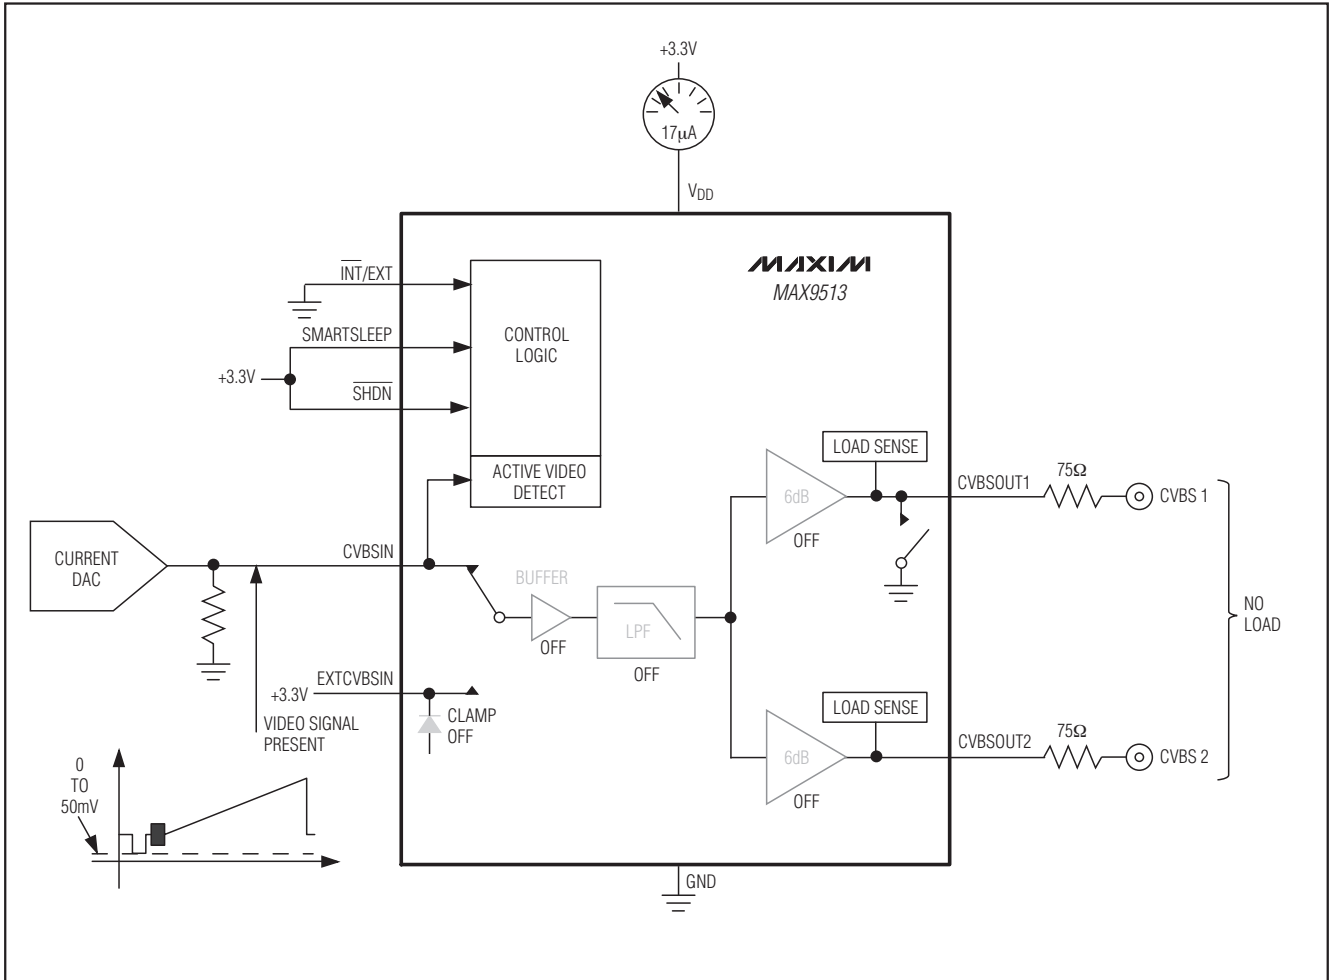 +3.3V
17μA
VDD
MAXIM
MAX9513
INT/EXT
SMARTSLEEP
+3.3V
SHDN
CONTROL
LOGIC
ACTIVE VIDEO
DETECT
LOAD SENSE
6dB
OFF
CVBSOUT1
75Ω
CVBS 1
CURRENT
DAC
CVBSIN
BUFFER
OFF
LPF
OFF
NO
LOAD
EXTCVBSIN
+3.3V
CLAMP
OFF
VIDEO SIGNAL
PRESENT
LOAD SENSE
6dB
OFF
CVBSOUT2
75Ω
CVBS 2
0
TO
50mV
GND